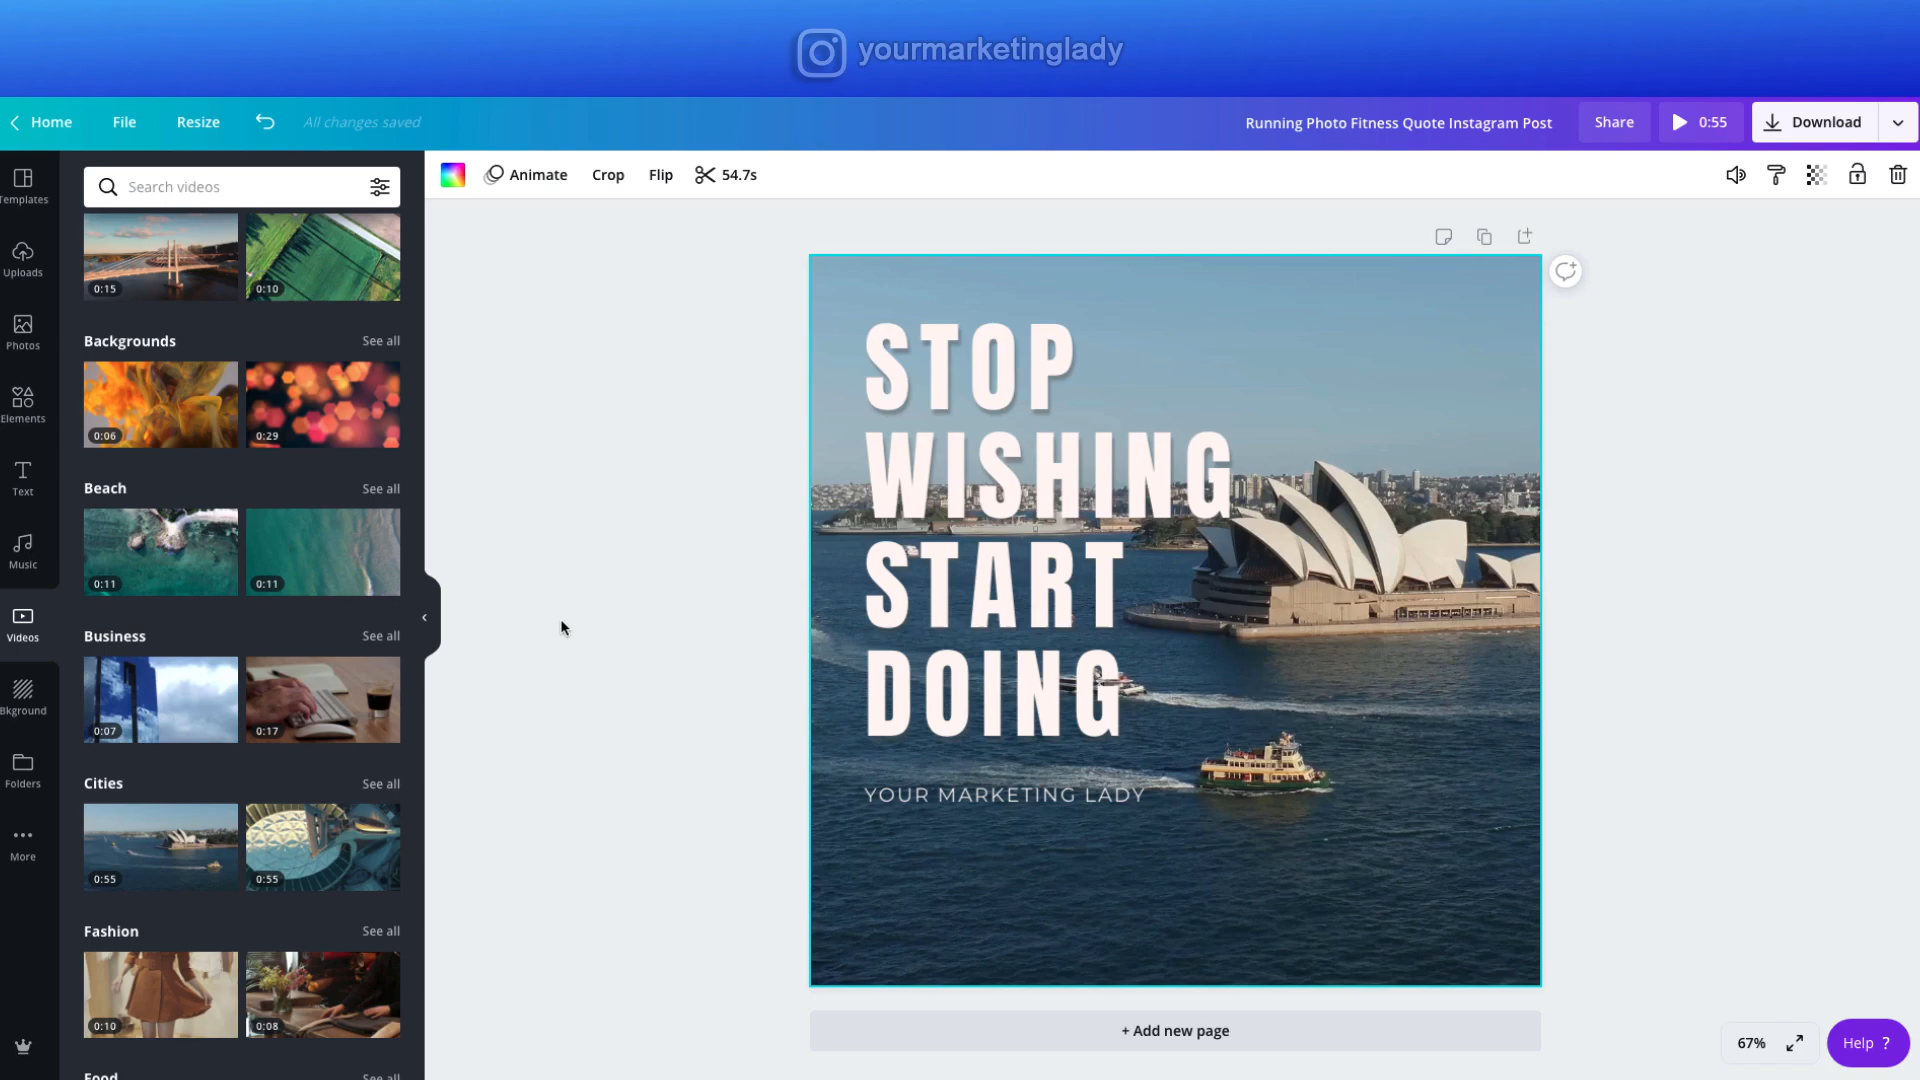 yourmarketinglady
Home
File
Resize
All changes saved
Running Photo Fitness Quote Instagram Post
Share
0:55
Download
Templates
Uploads
Photos
Elements
Text
Music
Videos
Bkground
Folders
More
Search videos
0:15
0:10
Backgrounds
See all
0:06
0:29
Beach
See all
0:11
0:11
Business
See all
0:07
0:17
Cities
See all
0:55
0:55
Fashion
See all
0:10
0:08
Food
See all
Animate
Crop
Flip
54.7s
STOP
WISHING
START
DOING
YOUR MARKETING LADY
+ Add new page
67%
Help ?